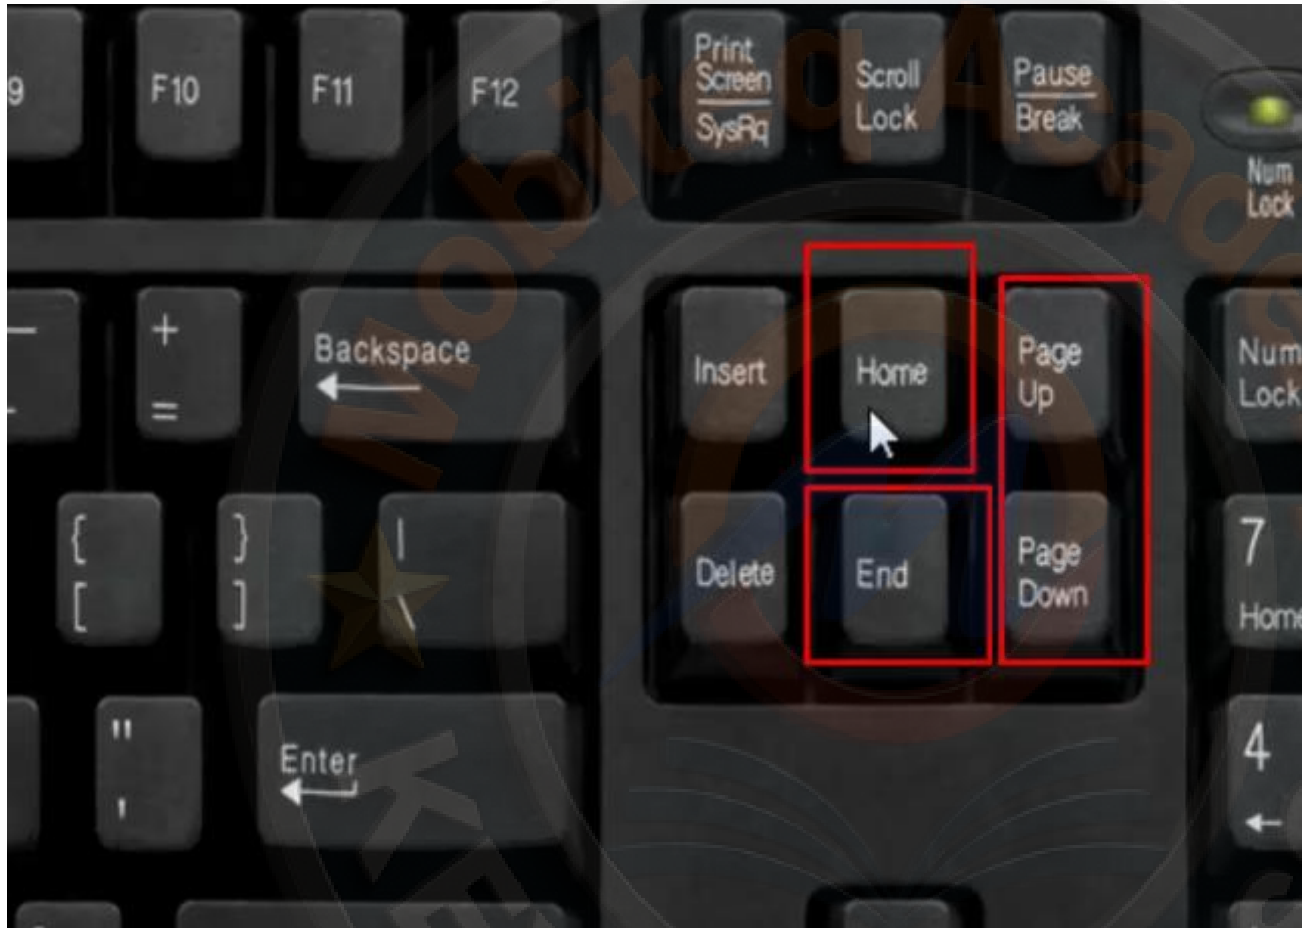 9
F10
F11
F12
Print
Screen
SysRq
Scroll
Lock
Pause
Break
Num
Lock
+
=
Backspace
Insert
Home
Page
Up
Num
Lock
{
[
}
]
|
\
Delete
End
Page
Down
7
Home
"
'
Enter
4